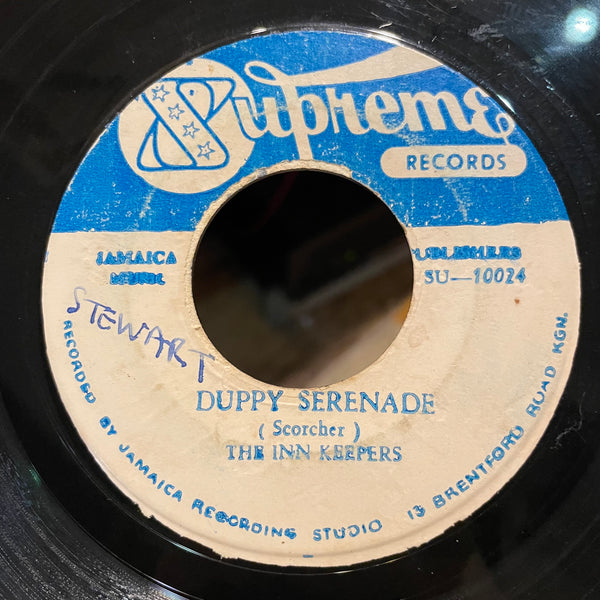 Supreme
RECORDS
JAMAICA
MUSIC
PUBLISHERS
SU—10024
STEWART
DUPPY SERENADE
( Scorcher )
THE INN KEEPERS
RECORDED BY JAMAICA RECORDING STUDIO 13 BRENTFORD ROAD KGN.